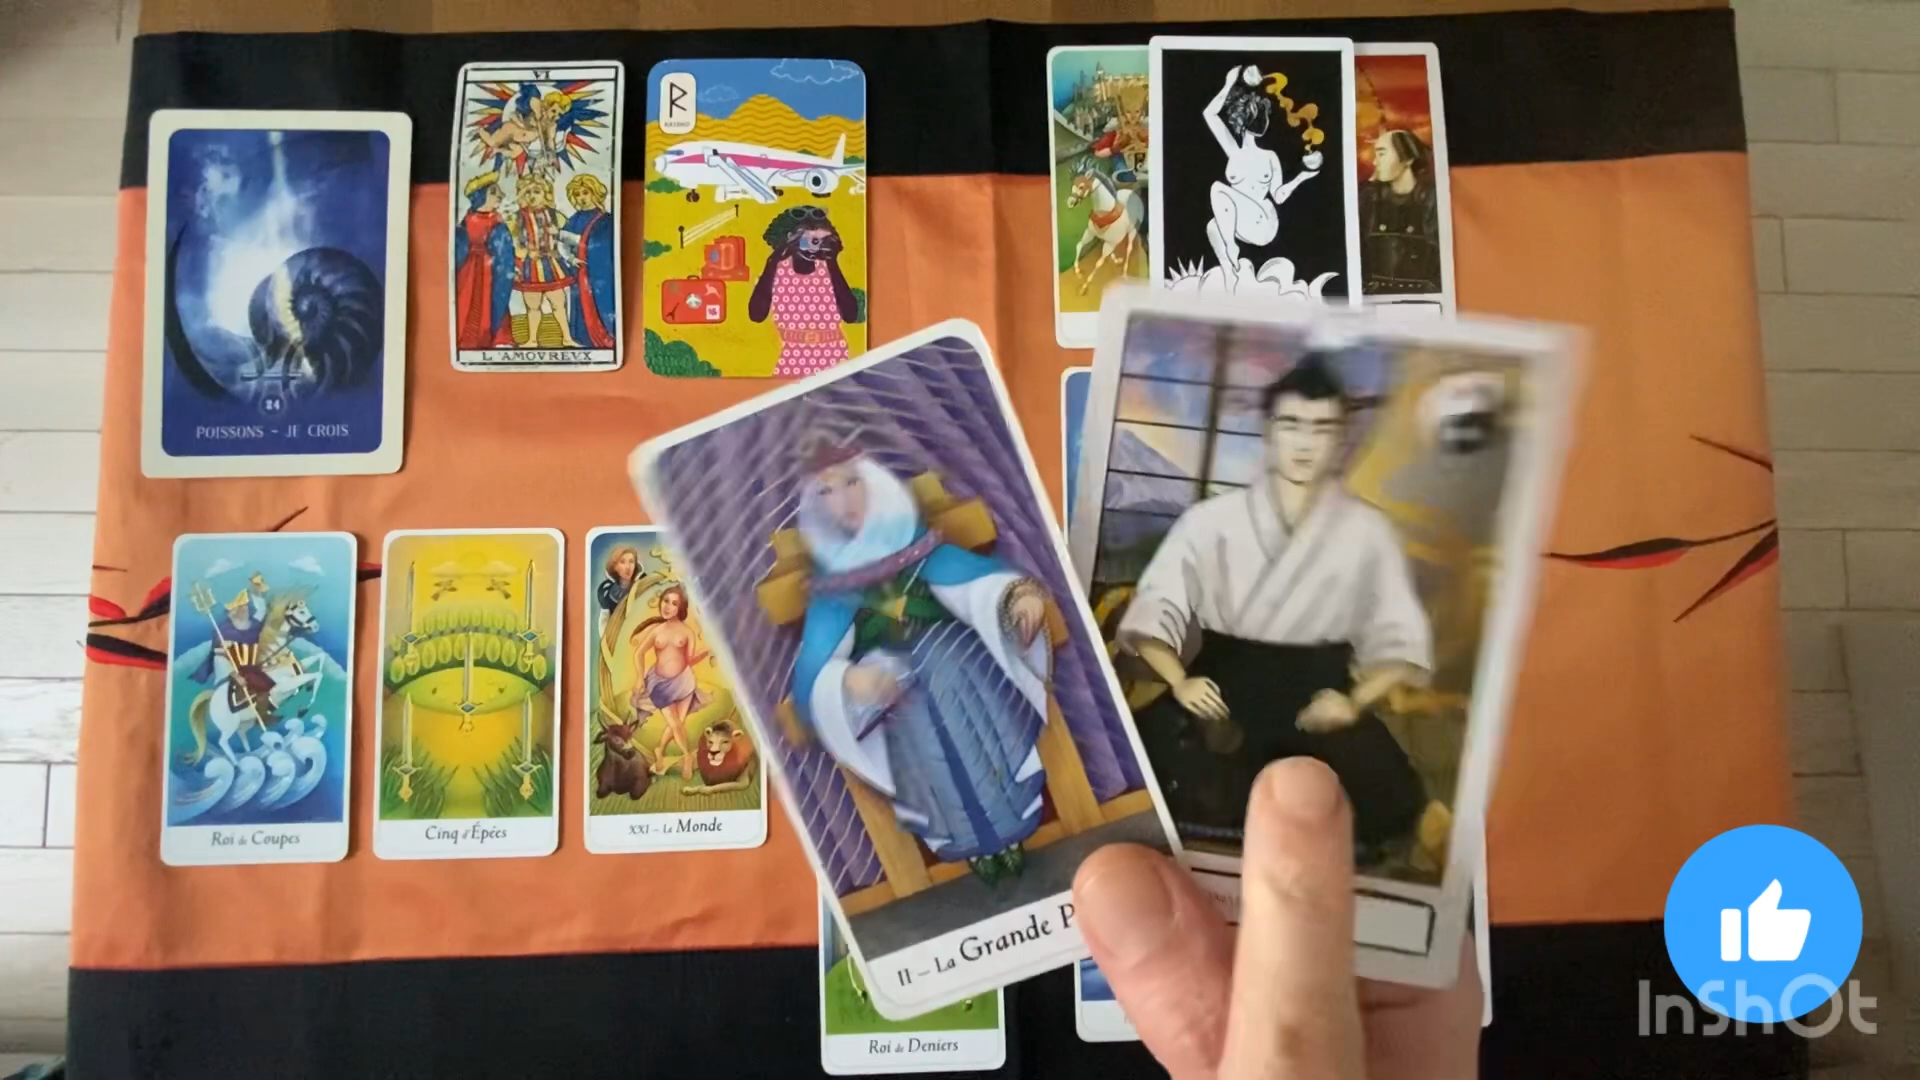 VI
L'AMOVREVX
R
RAIDHO
24
POISSONS - JE CROIS
Roi de Coupes
Cinq d'Épées
XXI - Le Monde
II - La Grande P
Roi de Deniers
InShOt